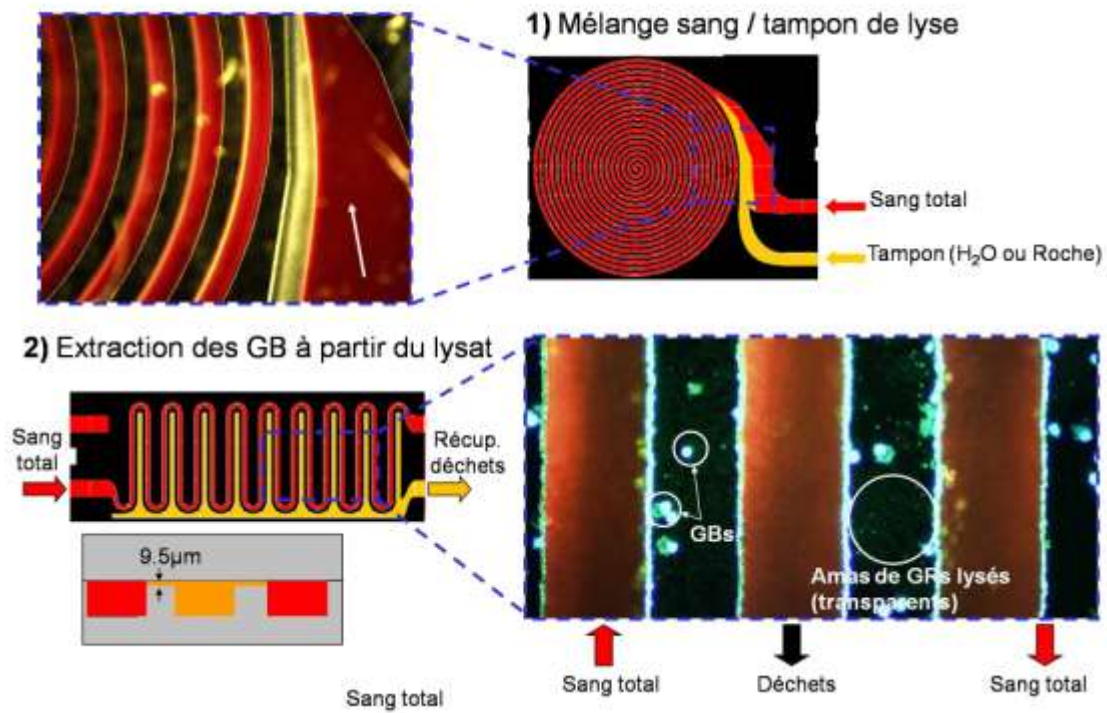 1) Mélange sang / tampon de lyse
Sang total
Tampon (H₂O ou Roche)
2) Extraction des GB à partir du lysat
Sang
total
Récup.
déchets
9.5µm
GBs
Amas de GRs lysés
(transparents)
Sang total
Déchets
Sang total
Sang total